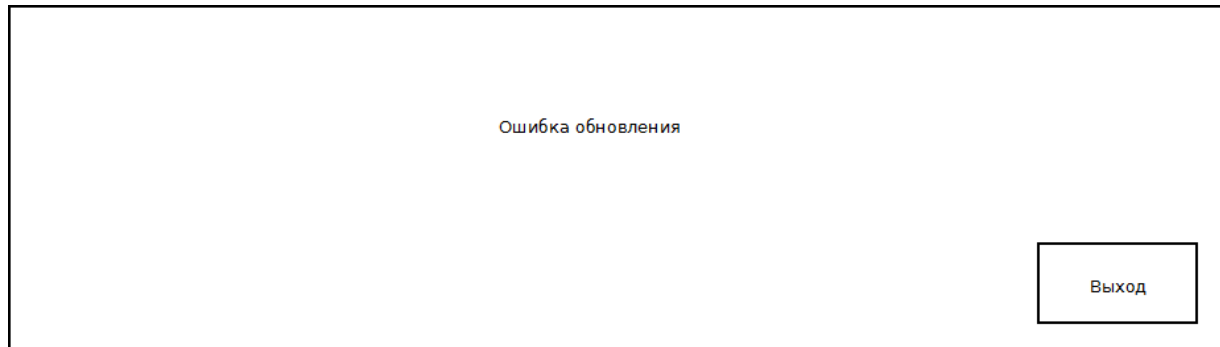 Ошибка обновления
Выход